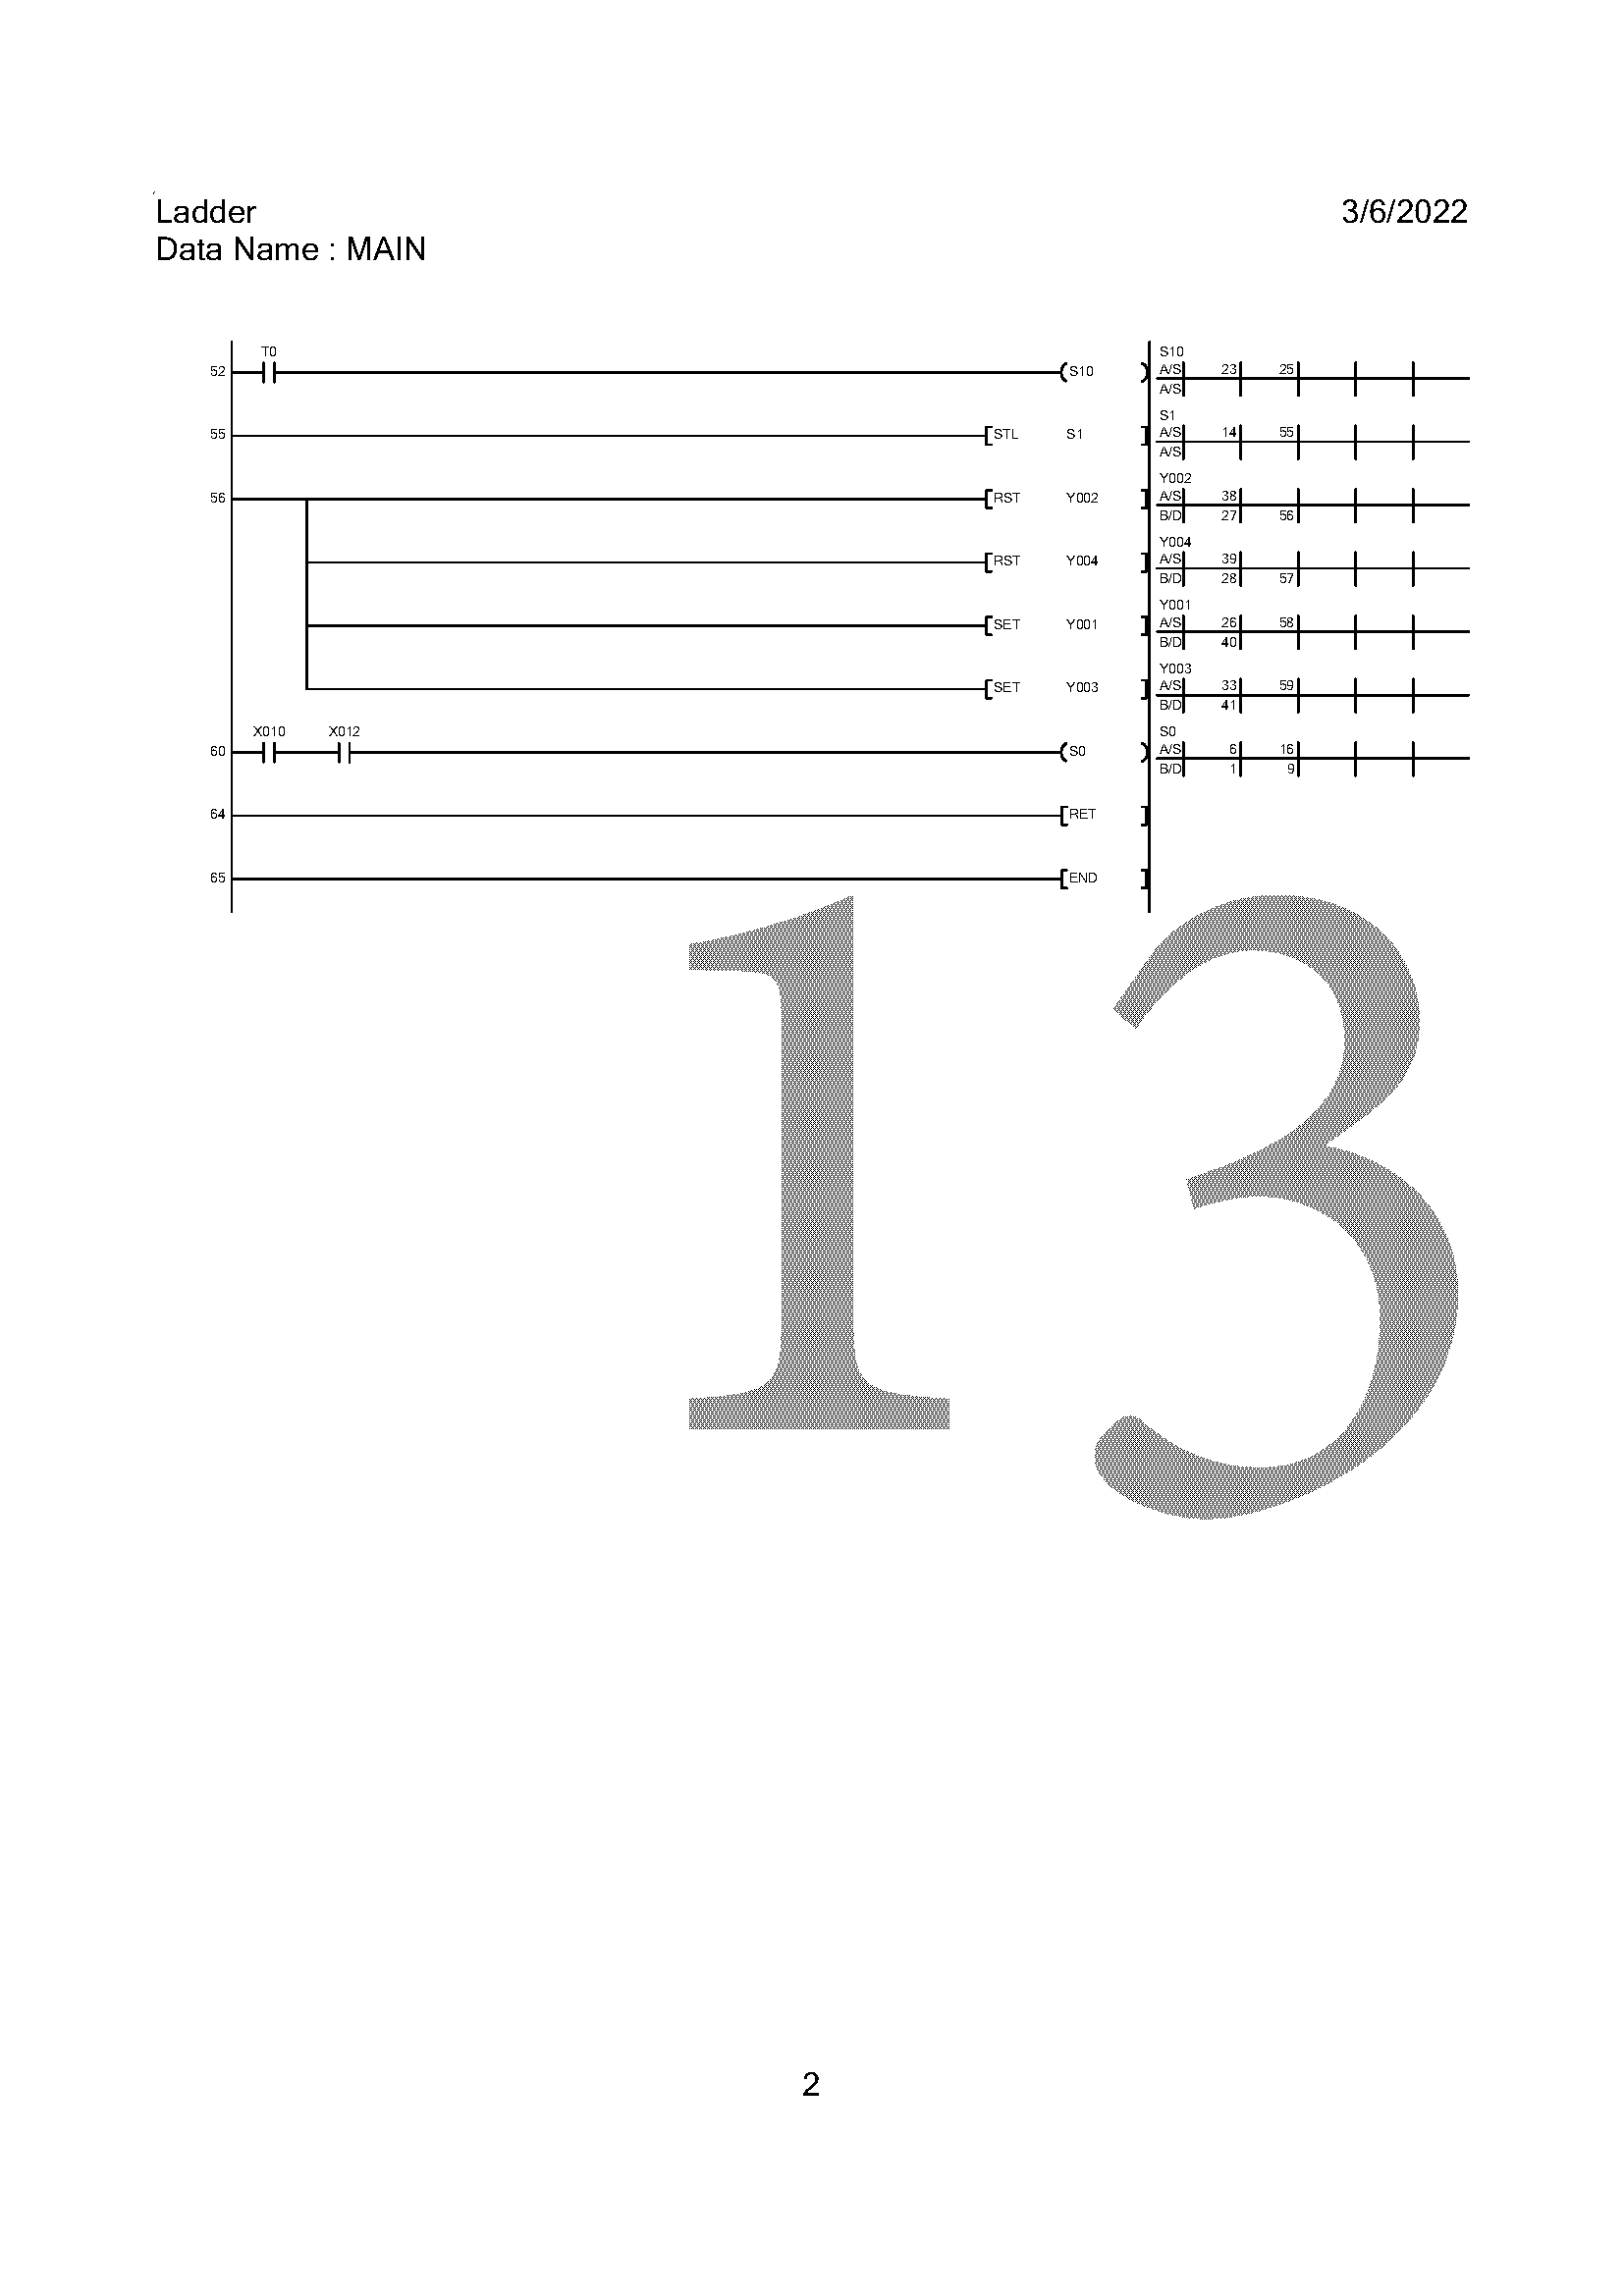 Ladder 3/6/2022
Data Name : MAIN
T0 S10
52 S10 A/S 23 25
A/S
S1
55 STL S1 A/S 14 55
A/S
Y002
56 RST Y002 A/S 38
B/D 27 56
Y004
RST Y004 A/S 39
B/D 28 57
Y001
SET Y001 A/S 26 58
B/D 40
Y003
SET Y003 A/S 33 59
B/D 41
X010 X012 S0
60 S0 A/S 6 16
B/D 1 9
64 RET
65 END
13
2